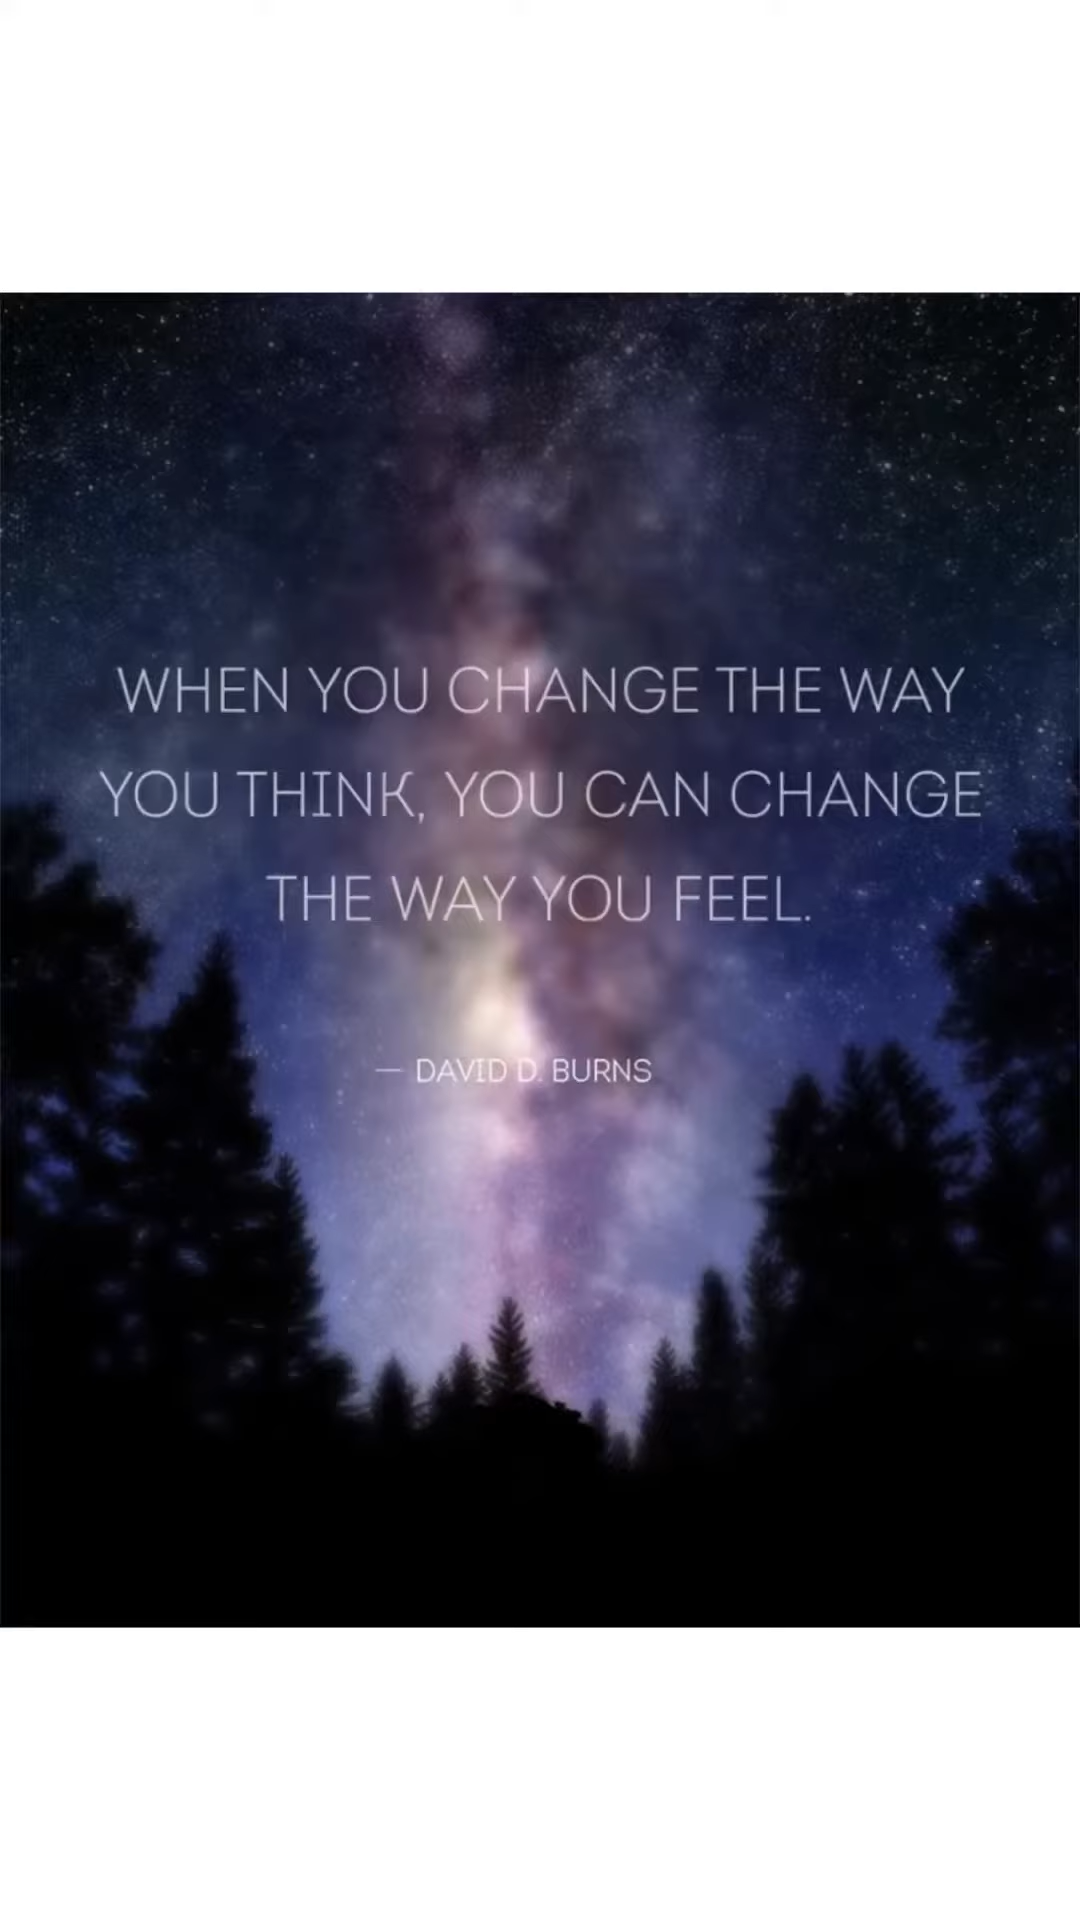 WHEN YOU CHANGE THE WAY
YOU THINK, YOU CAN CHANGE
THE WAY YOU FEEL.
— DAVID D. BURNS